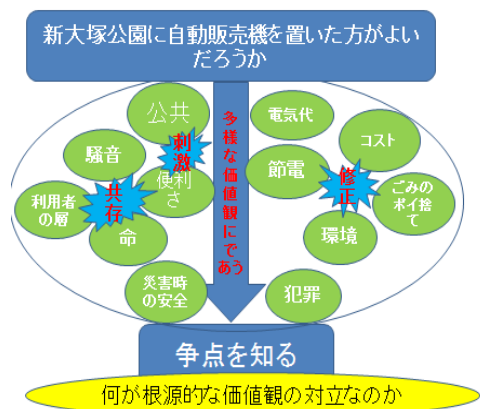 新大塚公園に自動販売機を置いた方がよい
だろうか
公共
刺激
騒音
便利
さ
共存
利用者
の層
命
災害時
の安全
多様な価値観にで
あう
電気代
コスト
節電
修正
ごみの
ポイ捨
て
環境
犯罪
争点を知る
何が根源的な価値観の対立なのか